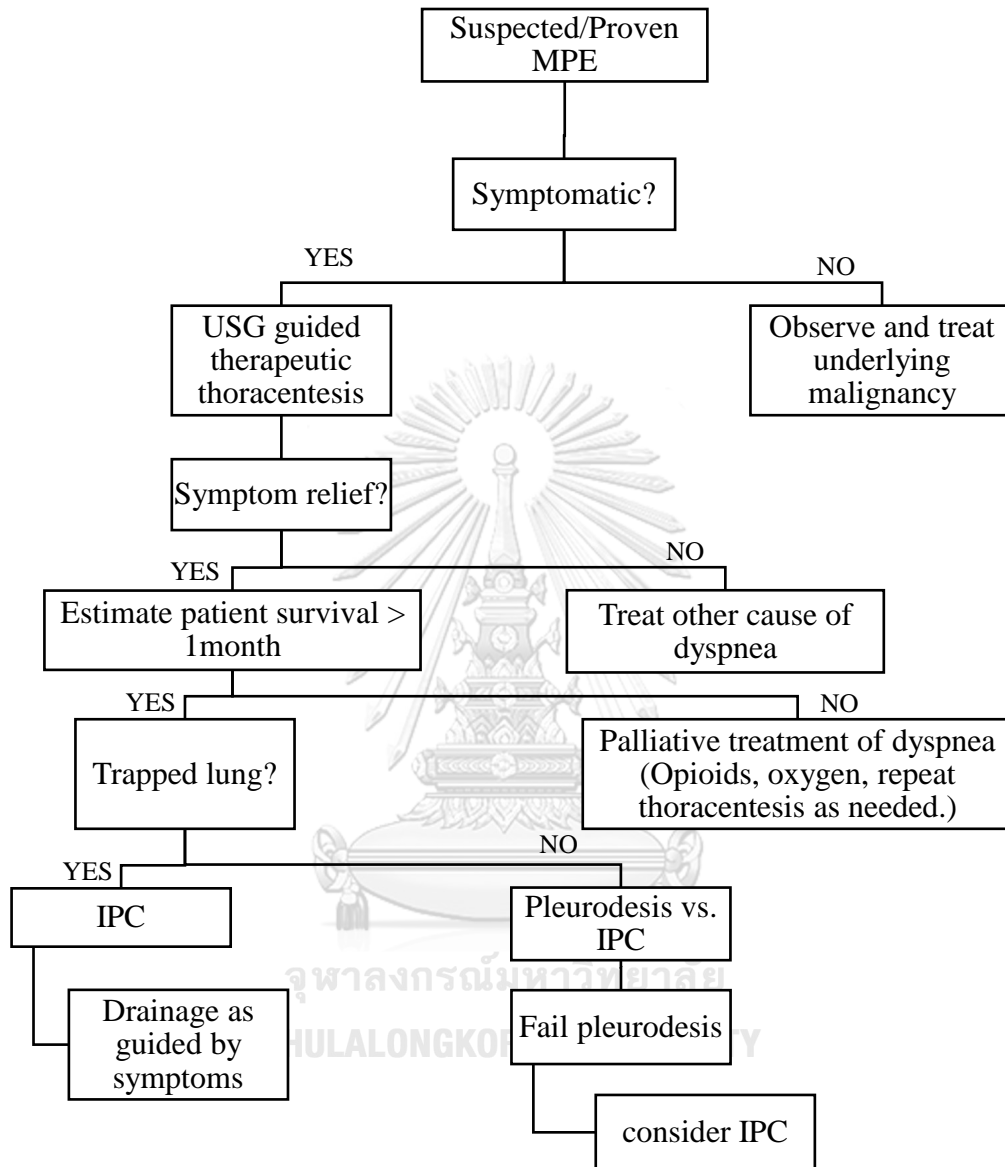 Suspected/Proven
MPE
Symptomatic?
YES
NO
USG guided
therapeutic
thoracentesis
Observe and treat
underlying
malignancy
Symptom relief?
YES
NO
Estimate patient survival >
1month
Treat other cause of
dyspnea
YES
NO
Trapped lung?
Palliative treatment of dyspnea
(Opioids, oxygen, repeat
thoracentesis as needed.)
YES
NO
IPC
Pleurodesis vs.
IPC
จุฬาลงกรณ์มหาวิทยาลัย
Drainage as
guided by
symptoms
Fail pleurodesis
HULALONGKO
TY
consider IPC